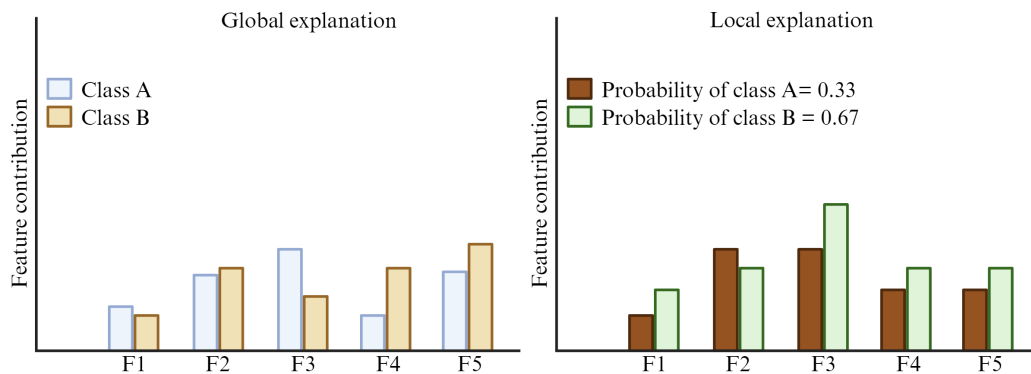 Global explanation
Class A
Class B
Feature contribution
F1 F2 F3 F4 F5
Local explanation
Probability of class A= 0.33
Probability of class B = 0.67
Feature contribution
F1 F2 F3 F4 F5